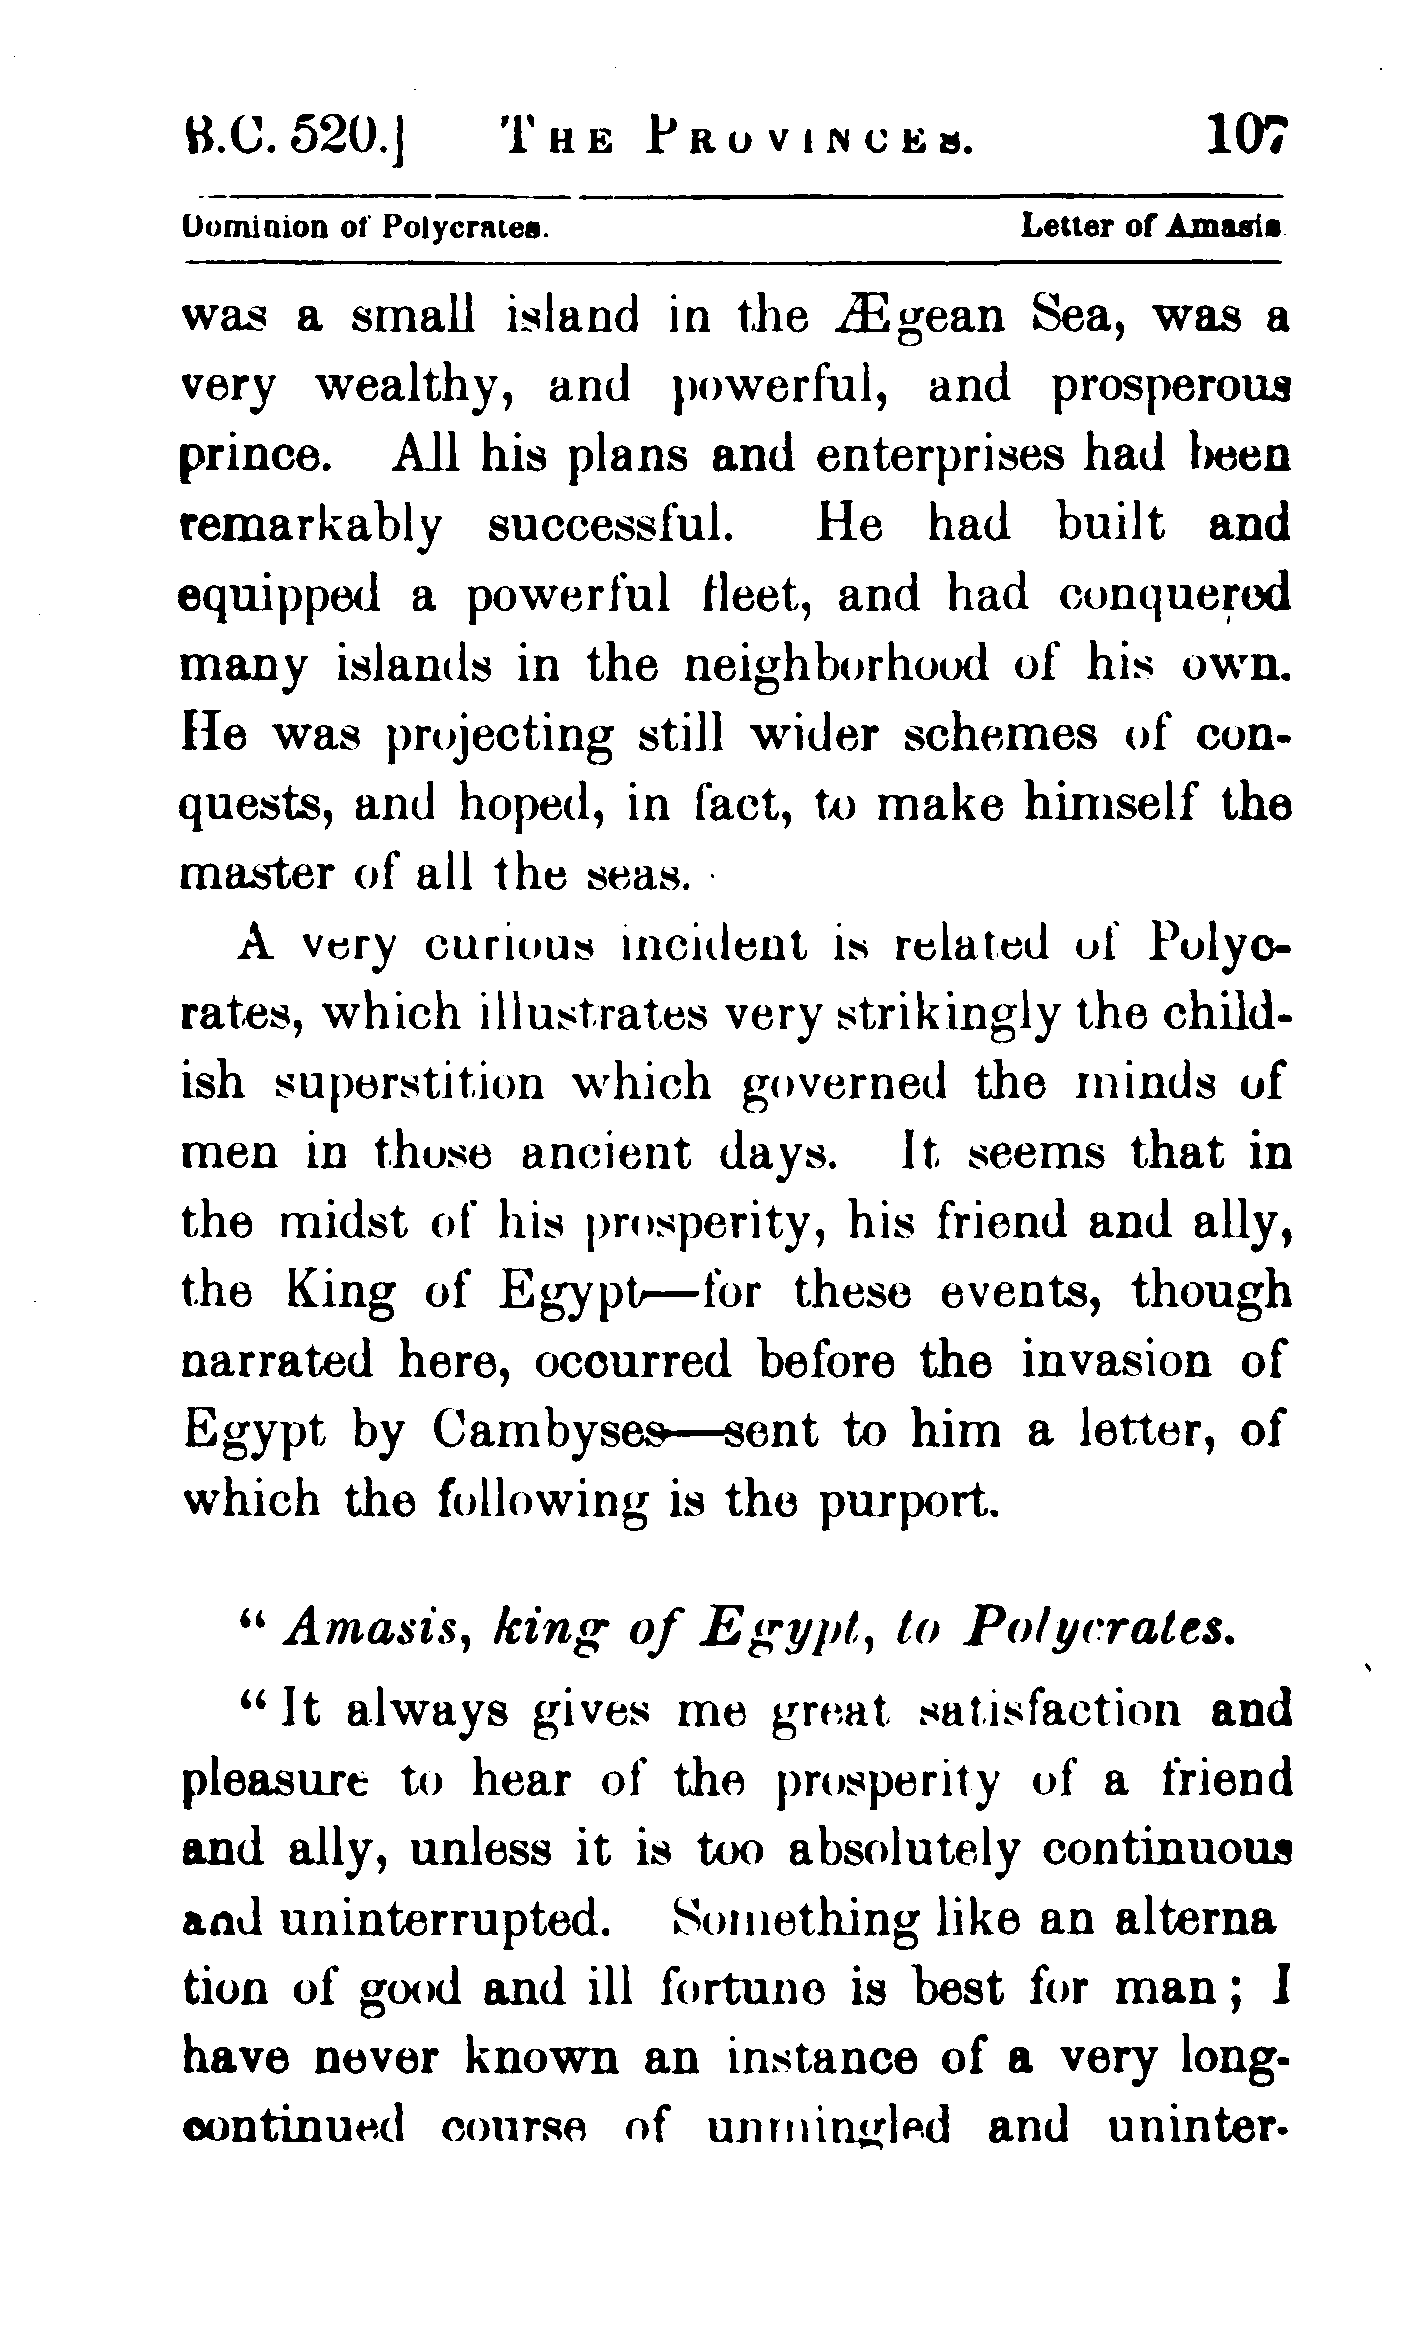 B.C. 520.] The Provinces. 107
Dominion of Polycrates. Letter of Amasis
was a small island in the Ægean Sea, was a
very wealthy, and powerful, and prosperous
prince. All his plans and enterprises had been
remarkably successful. He had built and
equipped a powerful fleet, and had conquered
many islands in the neighborhood of his own.
He was projecting still wider schemes of con-
quests, and hoped, in fact, to make himself the
master of all the seas.
A very curious incident is related of Polyc-
rates, which illustrates very strikingly the child-
ish superstition which governed the minds of
men in those ancient days. It seems that in
the midst of his prosperity, his friend and ally,
the King of Egypt—for these events, though
narrated here, occurred before the invasion of
Egypt by Cambyses—sent to him a letter, of
which the following is the purport.
“ Amasis, king of Egypt, to Polycrates.
“ It always gives me great satisfaction and
pleasure to hear of the prosperity of a friend
and ally, unless it is too absolutely continuous
and uninterrupted. Something like an alterna
tion of good and ill fortune is best for man ; I
have never known an instance of a very long-
continued course of unmingled and uninter-